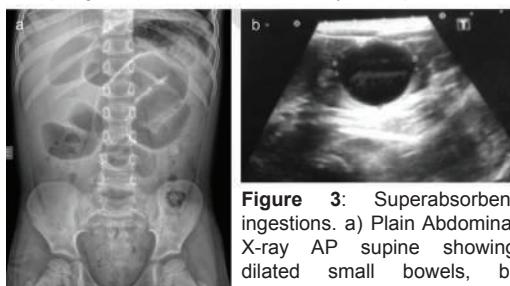 a
b
T
Figure 3: Superabsorben
ingestions. a) Plain Abdomina
X-ray AP supine showing
dilated small bowels, b